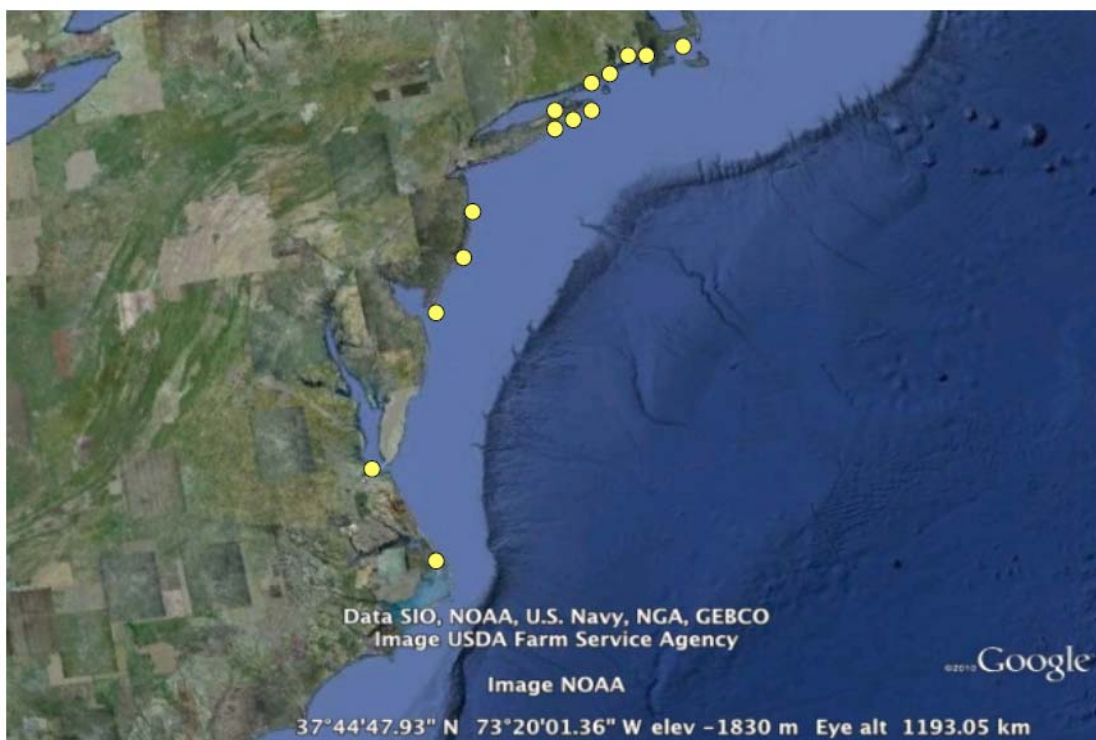 Data SIO, NOAA, U.S. Navy, NGA, GEBCO
Image USDA Farm Service Agency
©2010 Google
Image NOAA
37°44'47.93" N 73°20'01.36" W elev -1830 m Eye alt 1193.05 km